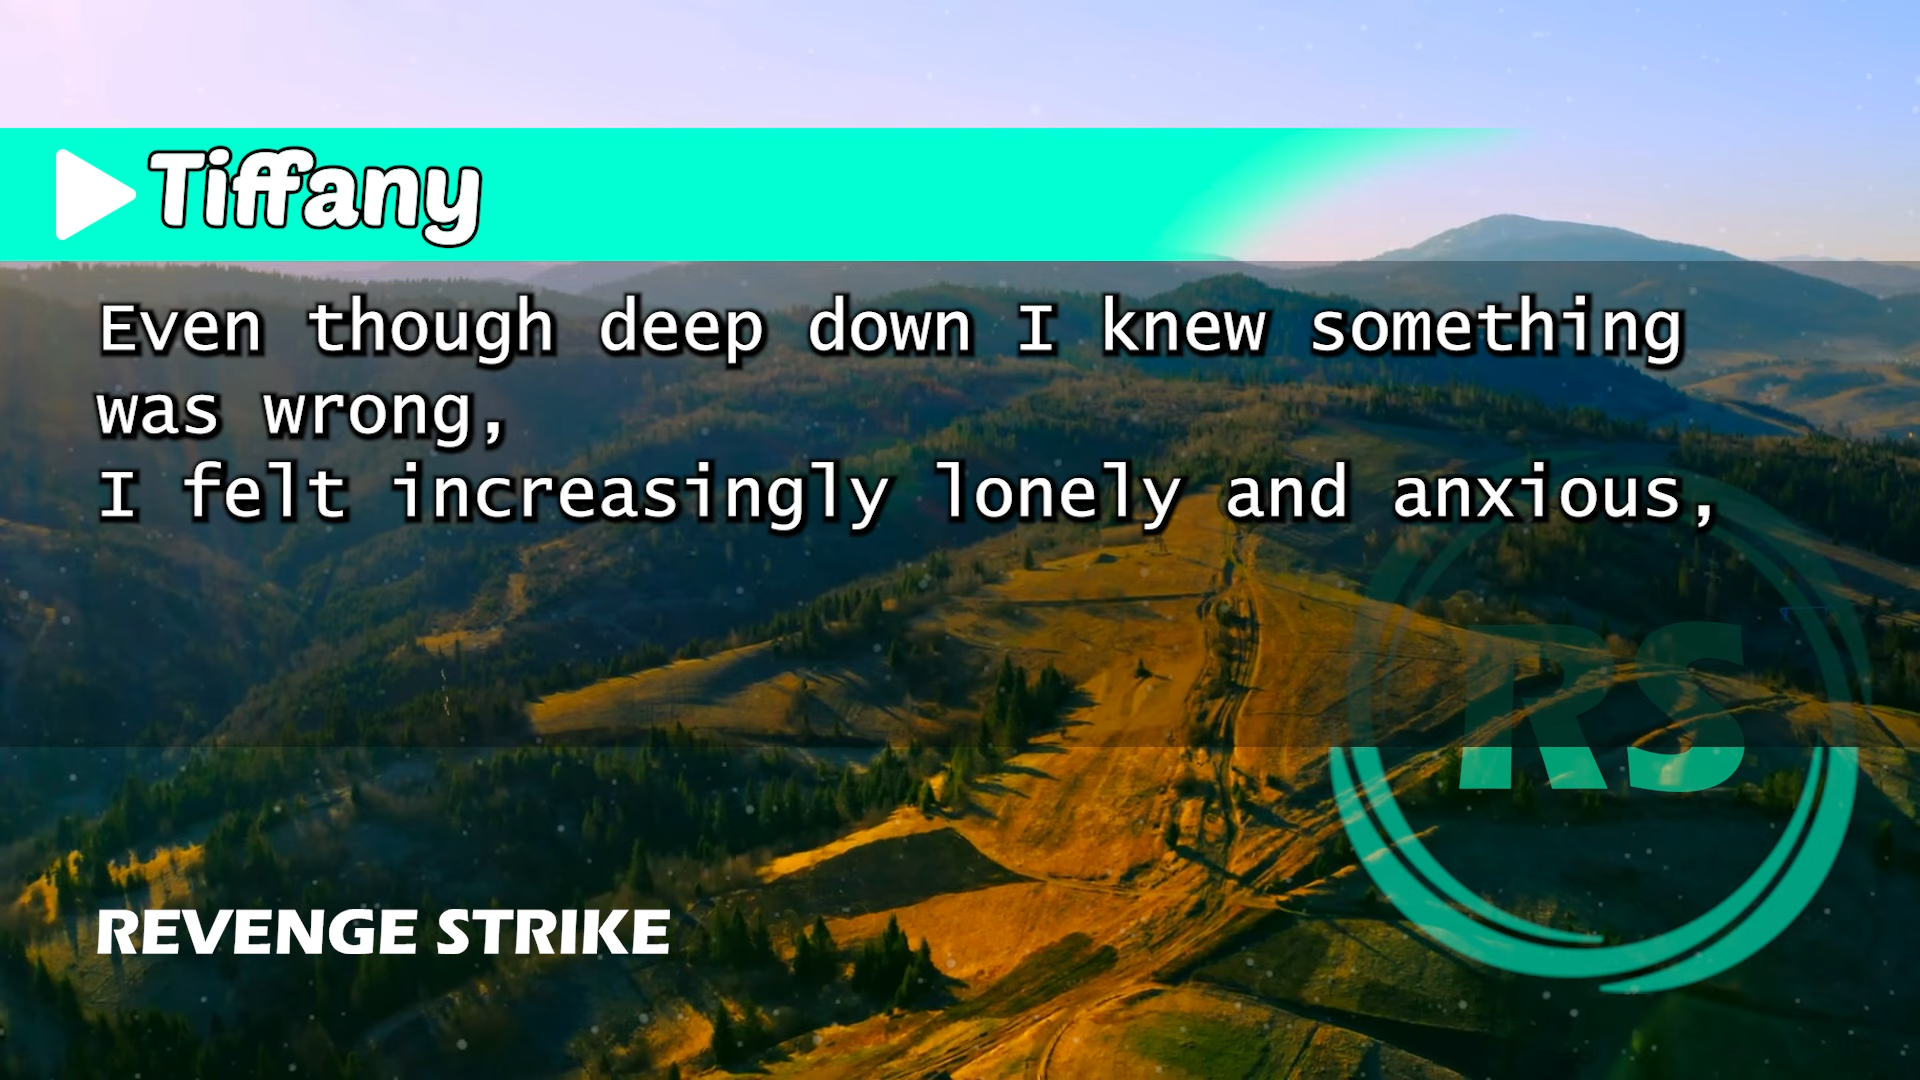 Tiffany
Even though deep down I knew something
was wrong,
I felt increasingly lonely and anxious,
RS
REVENGE STRIKE